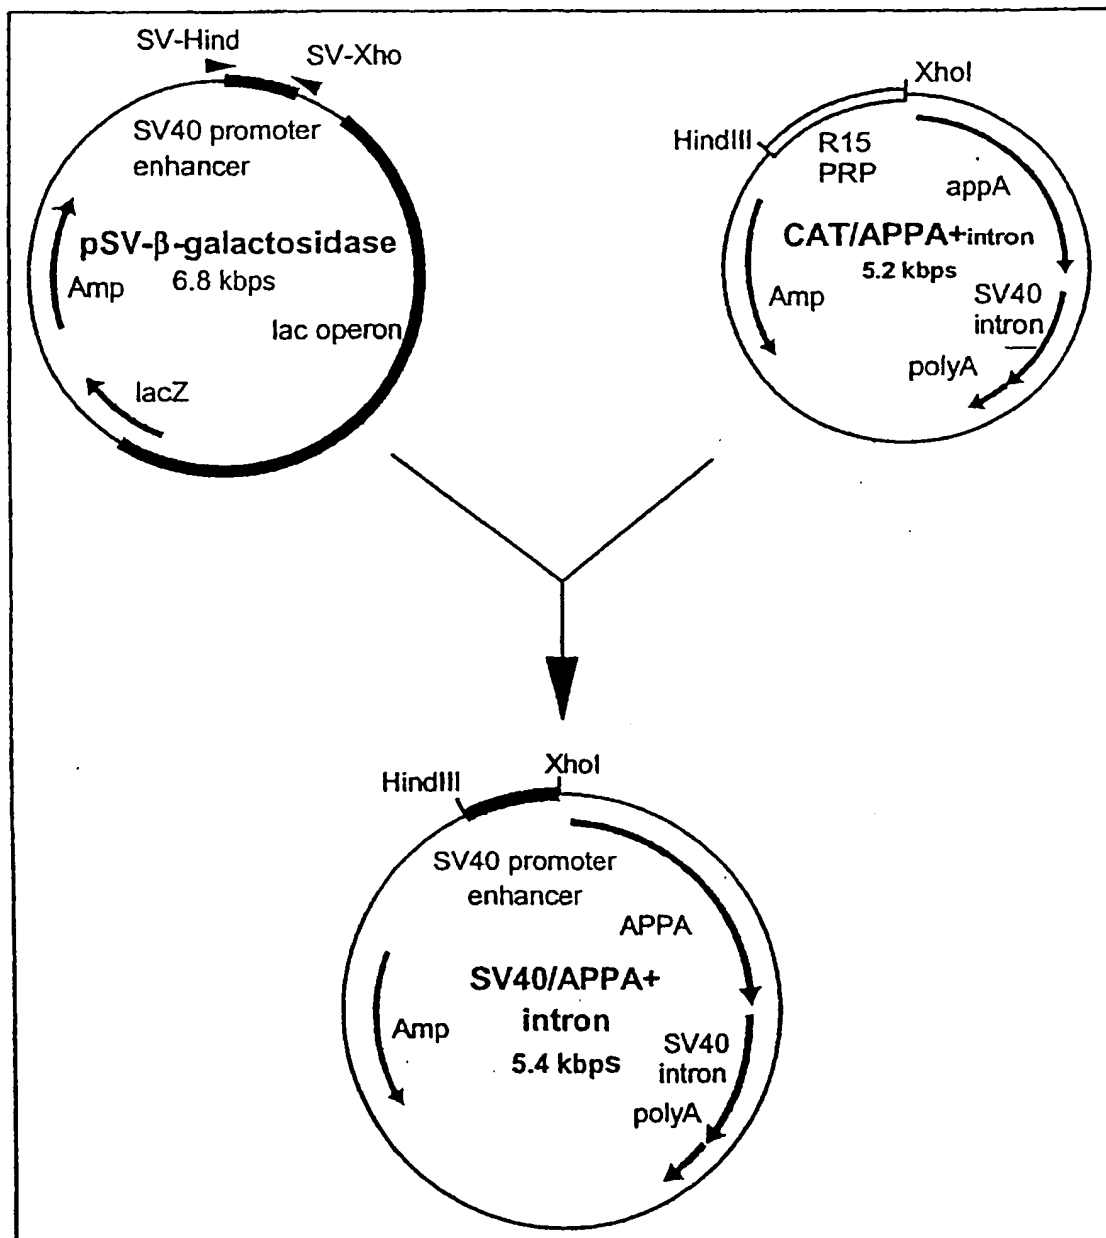 SV-Hind
SV-Xho
SV40 promoter
enhancer
pSV-β-galactosidase
6.8 kbps
Amp
lac operon
lacZ
XhoI
HindIII
R15
PRP
appA
CAT/APPA+intron
5.2 kbps
Amp
SV40
intron
polyA
XhoI
HindIII
SV40 promoter
enhancer
APPA
SV40/APPA+
intron
5.4 kbps
Amp
SV40
intron
polyA